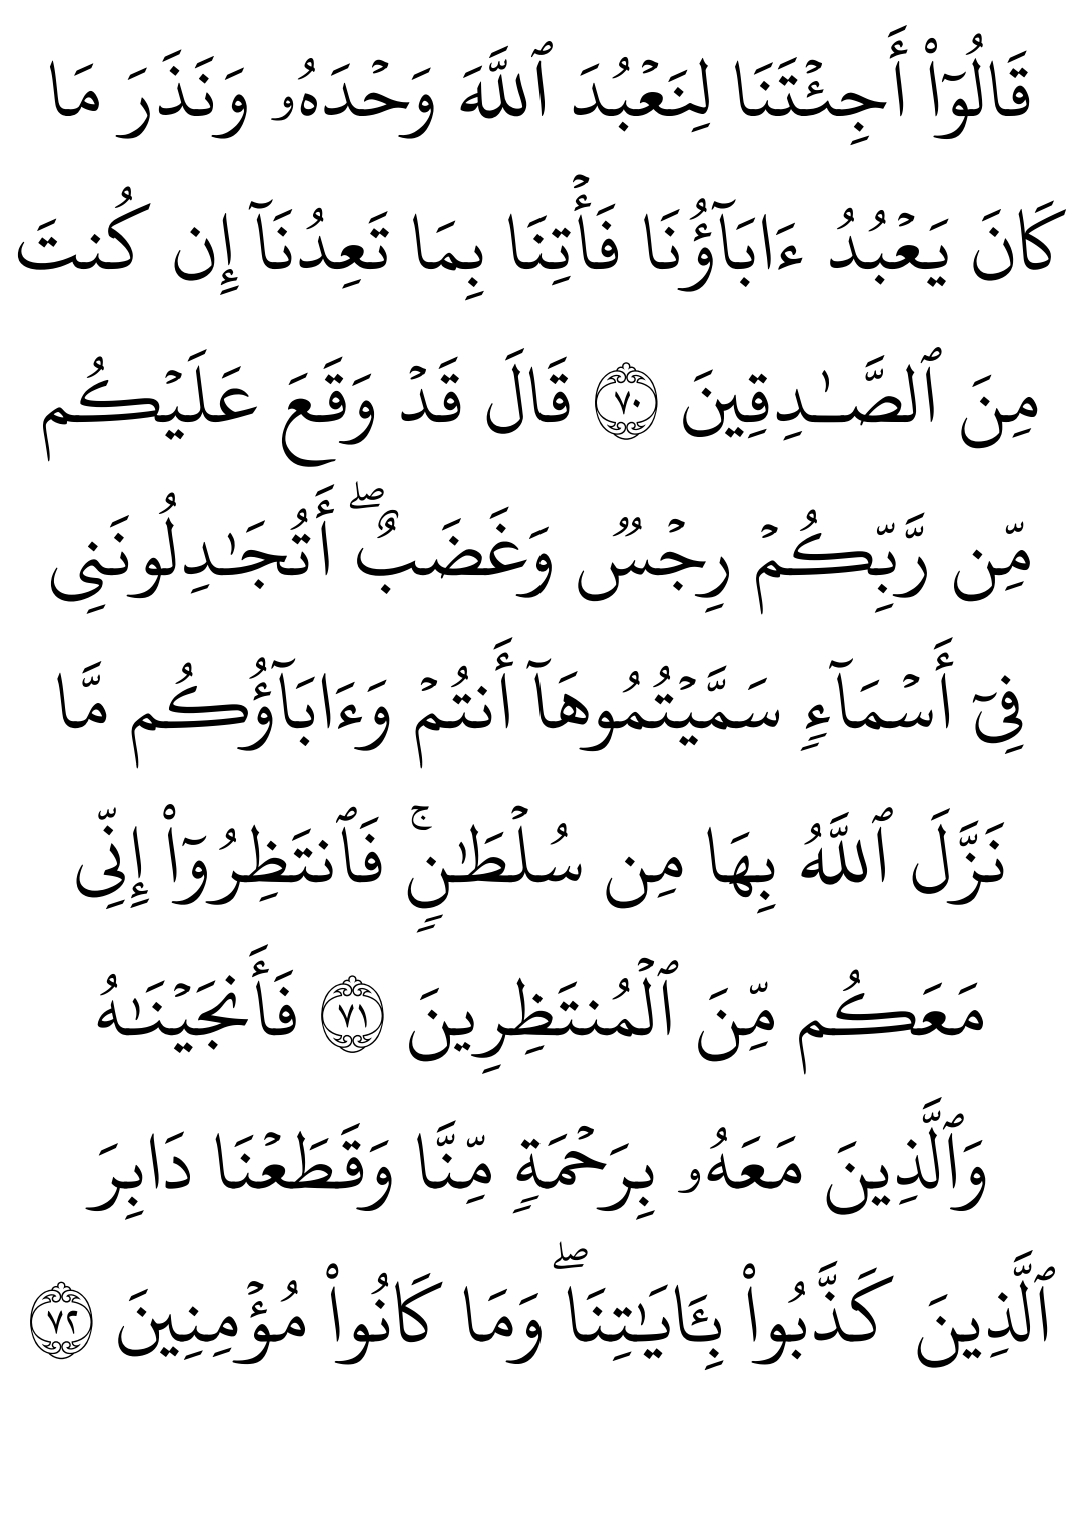 قَالُوٓا۟ أَجِئْتَنَا لِنَعْبُدَ ٱللَّهَ وَحْدَهُۥ وَنَذَرَ مَا
كَانَ يَعْبُدُ ءَابَآؤُنَا فَأْتِنَا بِمَا تَعِدُنَآ إِن كُنتَ
مِنَ ٱلصَّـٰدِقِينَ ٧٠ قَالَ قَدْ وَقَعَ عَلَيْكُم
مِّن رَّبِّكُمْ رِجْسٌ وَغَضَبٌ ۖ أَتُجَـٰدِلُونَنِى
فِىٓ أَسْمَآءٍ سَمَّيْتُمُوهَآ أَنتُمْ وَءَابَآؤُكُم مَّا
نَزَّلَ ٱللَّهُ بِهَا مِن سُلْطَـٰنٍ ۚ فَٱنتَظِرُوٓا۟ إِنِّى
مَعَكُم مِّنَ ٱلْمُنتَظِرِينَ ٧١ فَأَنجَيْنَـٰهُ
وَٱلَّذِينَ مَعَهُۥ بِرَحْمَةٍ مِّنَّا وَقَطَعْنَا دَابِرَ
ٱلَّذِينَ كَذَّبُوا۟ بِـَٔايَـٰتِنَا ۖ وَمَا كَانُوا۟ مُؤْمِنِينَ ٧٢